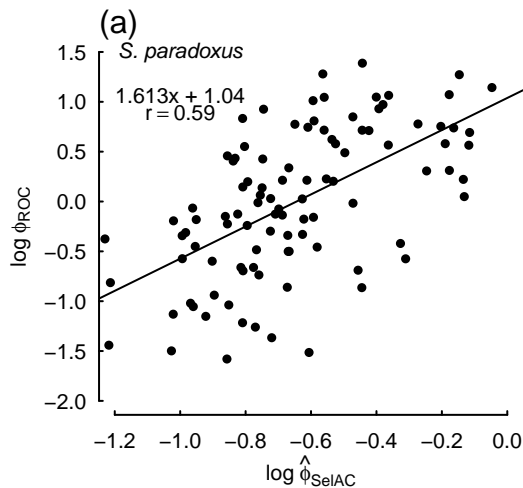 (a)
S. paradoxus
1.613x + 1.04
r = 0.59
1.5
1.0
0.5
0.0
−0.5
−1.0
−1.5
−2.0
log ϕROC
−1.2 −1.0 −0.8 −0.6 −0.4 −0.2 0.0
log ϕ̂SelAC